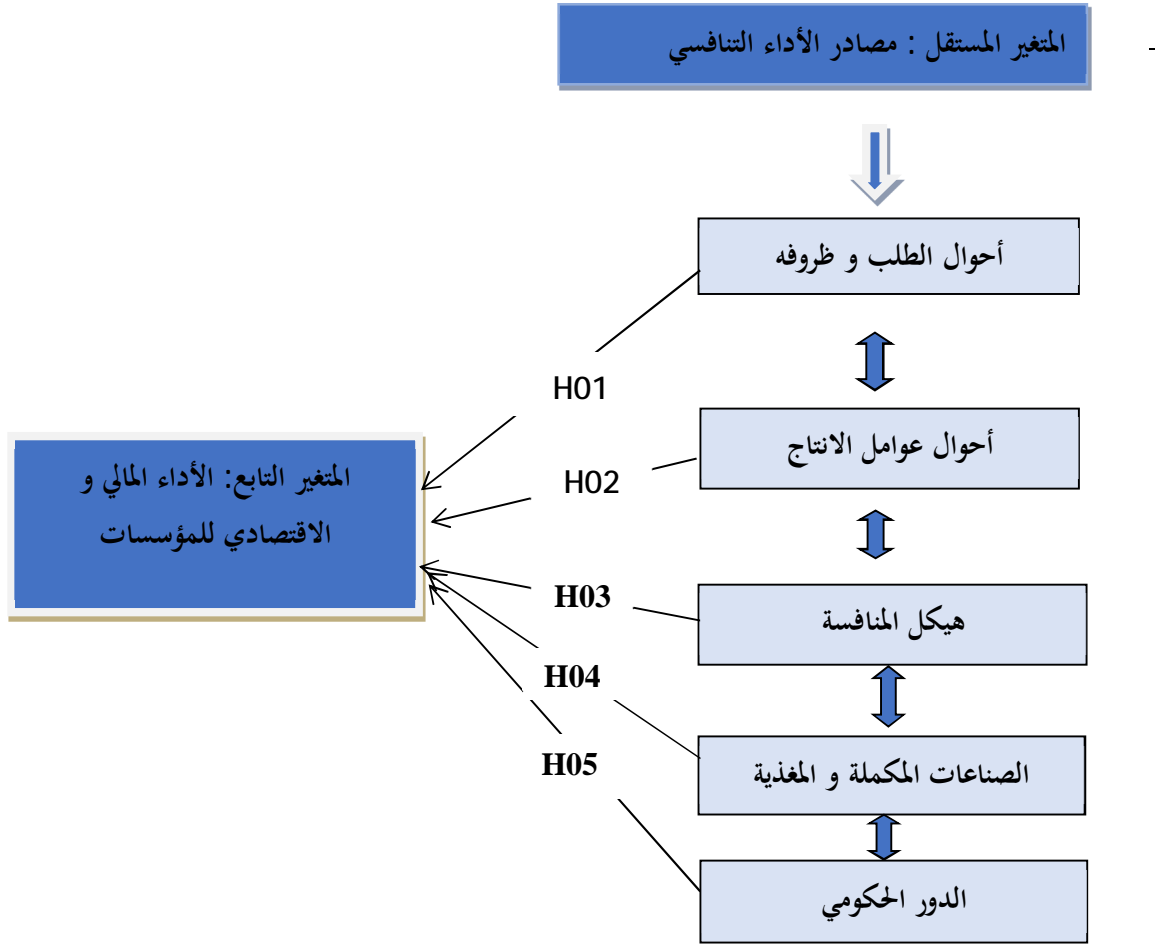 المتغير المستقل : مصادر الأداء التنافسي
أحوال الطلب و ظروفه
H01
أحوال عوامل الانتاج
H02
المتغير التابع: الأداء المالي و
الاقتصادي للمؤسسات
H03
هيكل المنافسة
H04
الصناعات المكملة و المغذية
H05
الدور الحكومي